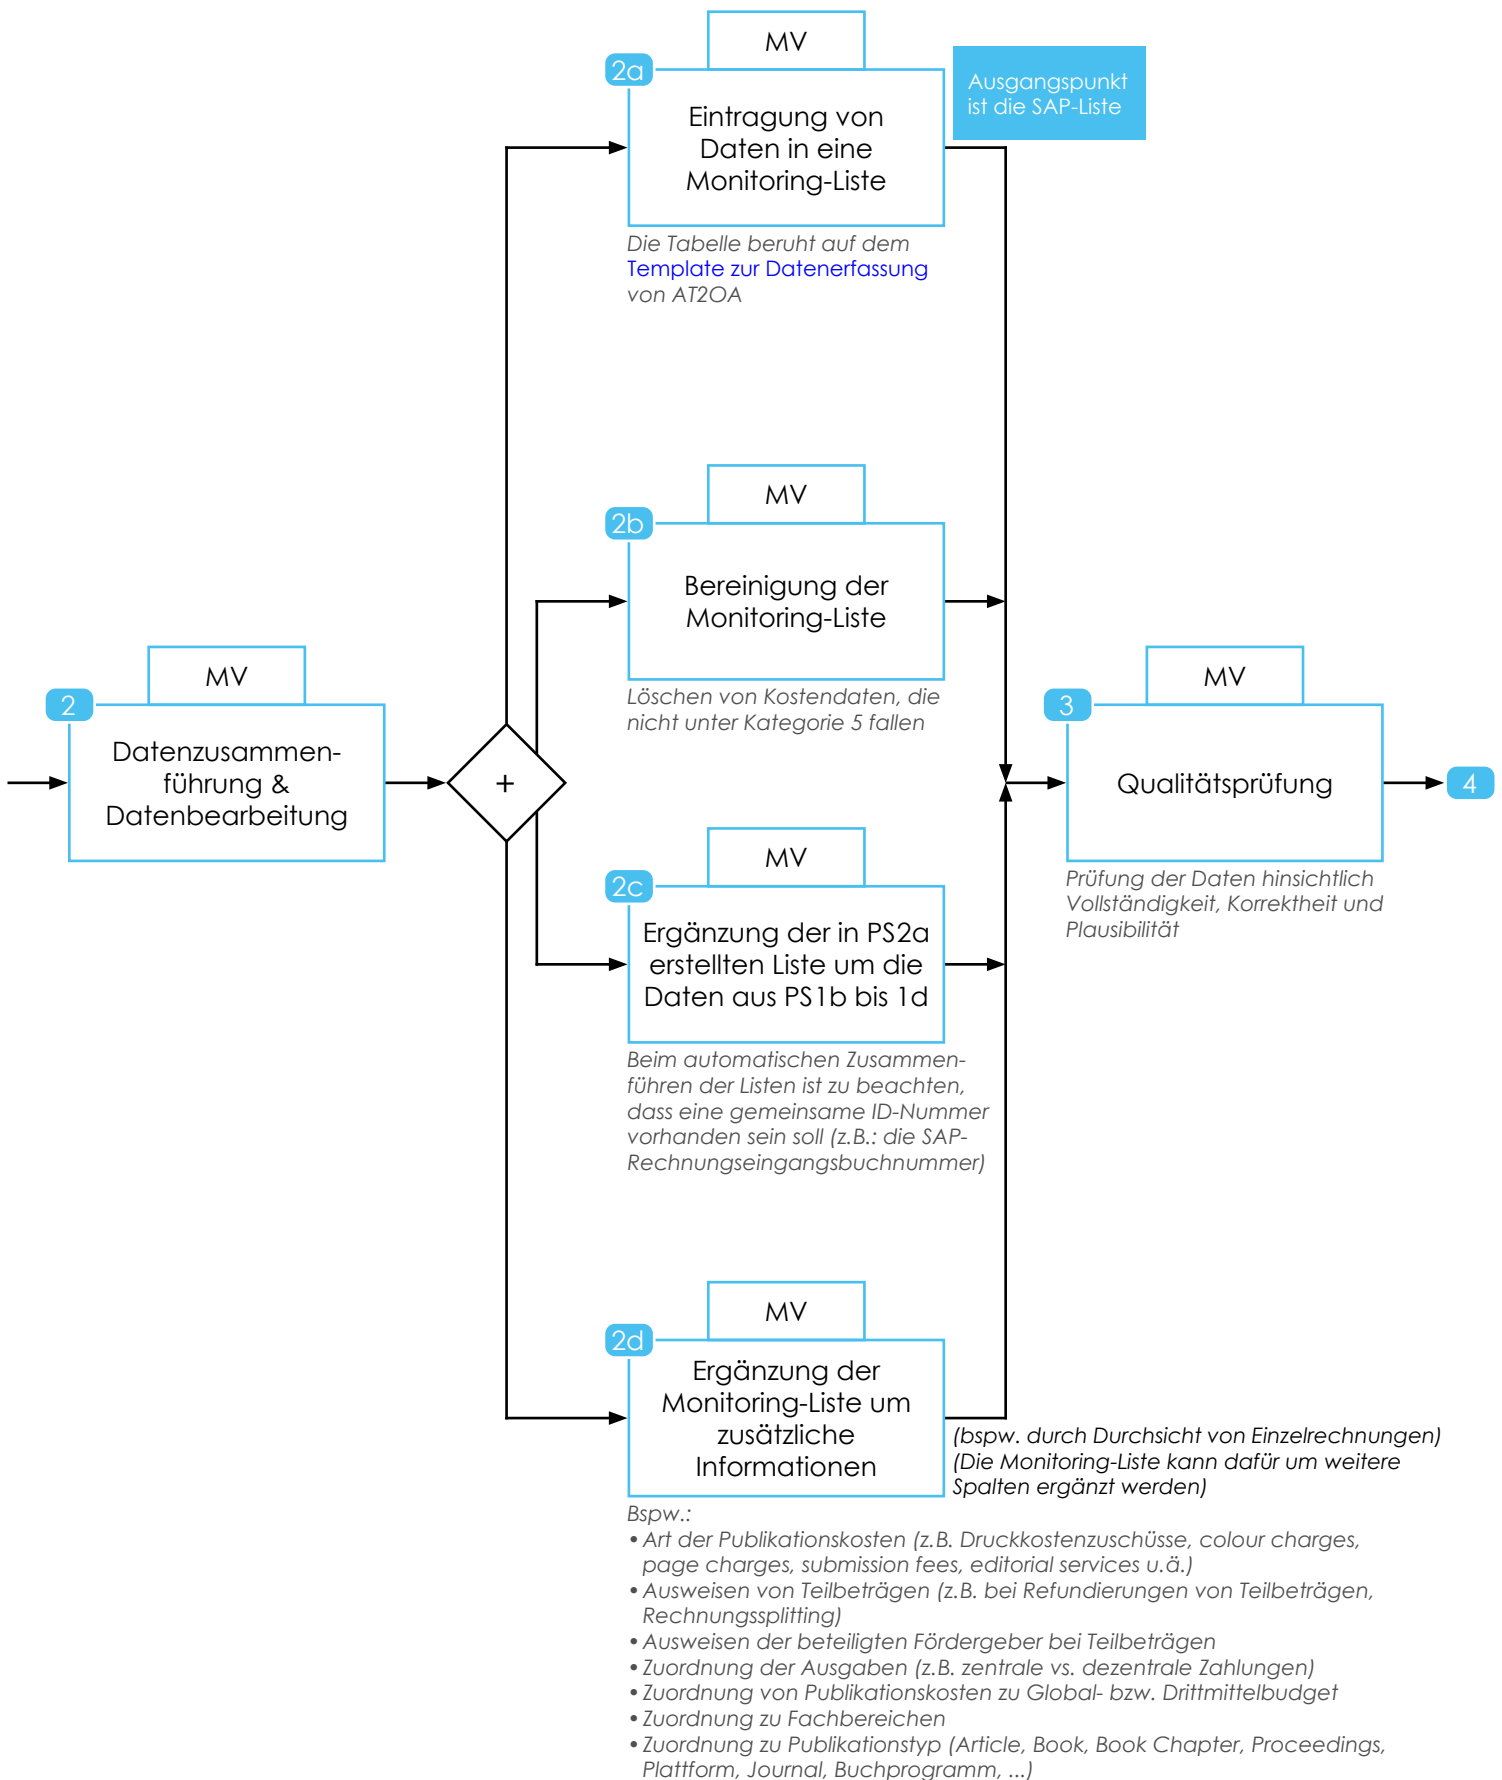 MV
2a
Ausgangspunkt
ist die SAP-Liste
Eintragung von
Daten in eine
Monitoring-Liste
Die Tabelle beruht auf dem
Template zur Datenerfassung
von AT2OA
MV
2b
Bereinigung der
Monitoring-Liste
Löschen von Kostendaten, die
nicht unter Kategorie 5 fallen
MV
2
Datenzusammen-
führung &
Datenbearbeitung
+
MV
3
Qualitätsprüfung
4
Prüfung der Daten hinsichtlich
Vollständigkeit, Korrektheit und
Plausibilität
MV
2c
Ergänzung der in PS2a
erstellten Liste um die
Daten aus PS1b bis 1d
Beim automatischen Zusammen-
führen der Listen ist zu beachten,
dass eine gemeinsame ID-Nummer
vorhanden sein soll (z.B.: die SAP-
Rechnungseingangsbuchnummer)
MV
2d
Ergänzung der
Monitoring-Liste um
zusätzliche
Informationen
(bspw. durch Durchsicht von Einzelrechnungen)
(Die Monitoring-Liste kann dafür um weitere
Spalten ergänzt werden)
Bspw.:
• Art der Publikationskosten (z.B. Druckkostenzuschüsse, colour charges,
page charges, submission fees, editorial services u.ä.)
• Ausweisen von Teilbeträgen (z.B. bei Refundierungen von Teilbeträgen,
Rechnungssplitting)
• Ausweisen der beteiligten Fördergeber bei Teilbeträgen
• Zuordnung der Ausgaben (z.B. zentrale vs. dezentrale Zahlungen)
• Zuordnung von Publikationskosten zu Global- bzw. Drittmittelbudget
• Zuordnung zu Fachbereichen
• Zuordnung zu Publikationstyp (Article, Book, Book Chapter, Proceedings,
Plattform, Journal, Buchprogramm, ...)